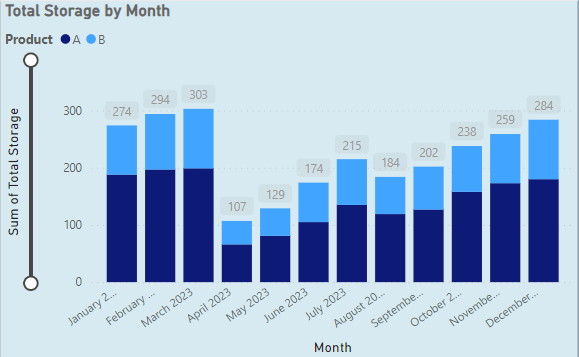 Total Storage by Month
Product A B
Sum of Total Storage
300
200
100
0
274
294
303
107
129
174
215
184
202
238
259
284
January 2...
February ...
March 2023
April 2023
May 2023
June 2023
July 2023
August 20...
Septembe...
October 2...
Novembe...
December...
Month